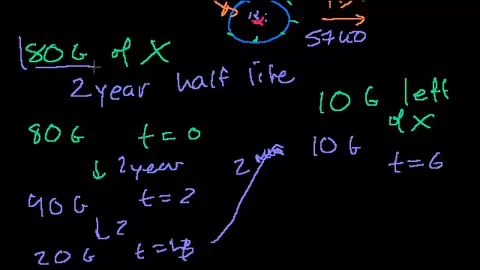 5740
80 G of X
2 year half life
10 G left
of X
80 G t = 0
2 year
10 G
t = 6
40 G t = 2
2
2
20 G t = 4